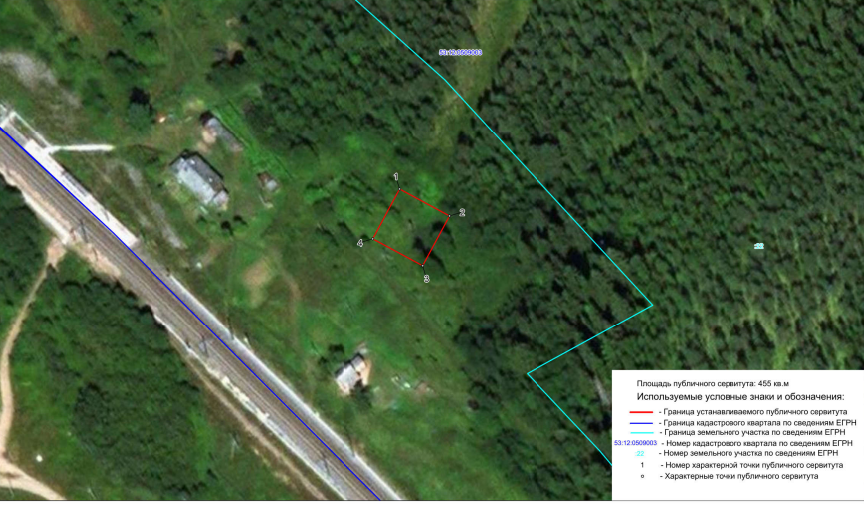 53:12:0509003
1
2
4
3
:22
Площадь публичного сервитута: 455 кв.м
Используемые условные знаки и обозначения:
- Граница устанавливаемого публичного сервитута
- Граница кадастрового квартала по сведениям ЕГРН
- Граница земельного участка по сведениям ЕГРН
53:12:0509003 - Номер кадастрового квартала по сведениям ЕГРН
:22 - Номер земельного участка по сведениям ЕГРН
1 - Номер характерной точки публичного сервитута
- Характерные точки публичного сервитута